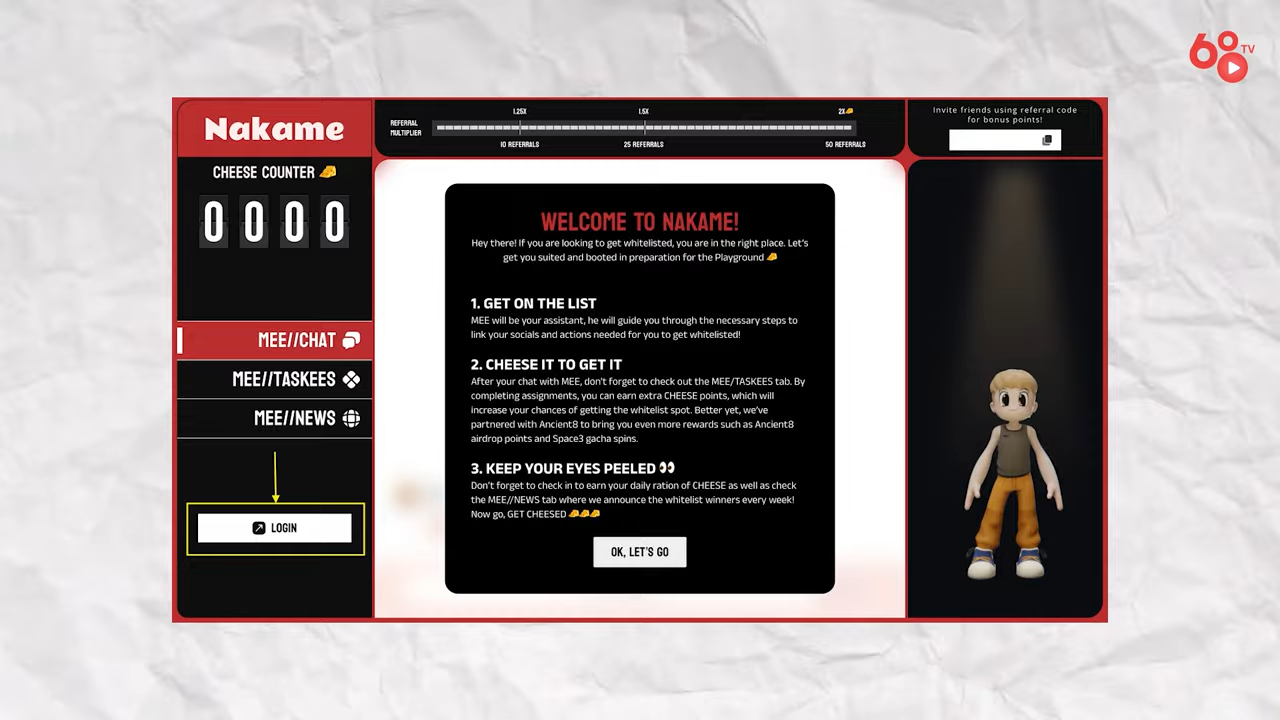 68
TV
Nakame
CHEESE COUNTER
0 0 0 0
MEE//CHAT
MEE//TASKEES
MEE//NEWS
LOGIN
REFERRAL
MULTIPLIER
1.25X
1.5X
2X
10 REFERRALS
25 REFERRALS
50 REFERRALS
Invite friends using referral code
for bonus points!
WELCOME TO NAKAME!
Hey there! If you are looking to get whitelisted, you are in the right place. Let's
get you suited and booted in preparation for the Playground
1. GET ON THE LIST
MEE will be your assistant, he will guide you through the necessary steps to
link your socials and actions needed for you to get whitelisted!
2. CHEESE IT TO GET IT
After your chat with MEE, don't forget to check out the MEE/TASKEES tab. By
completing assignments, you can earn extra CHEESE points, which will
increase your chances of getting the whitelist spot. Better yet, we've
partnered with Ancient8 to bring you even more rewards such as Ancient8
airdrop points and Space3 gacha spins.
3. KEEP YOUR EYES PEELED 👀
Don't forget to check in to earn your daily ration of CHEESE as well as check
the MEE//NEWS tab where we announce the whitelist winners every week!
Now go, GET CHEESED 🧀🧀🧀
OK, LET'S GO